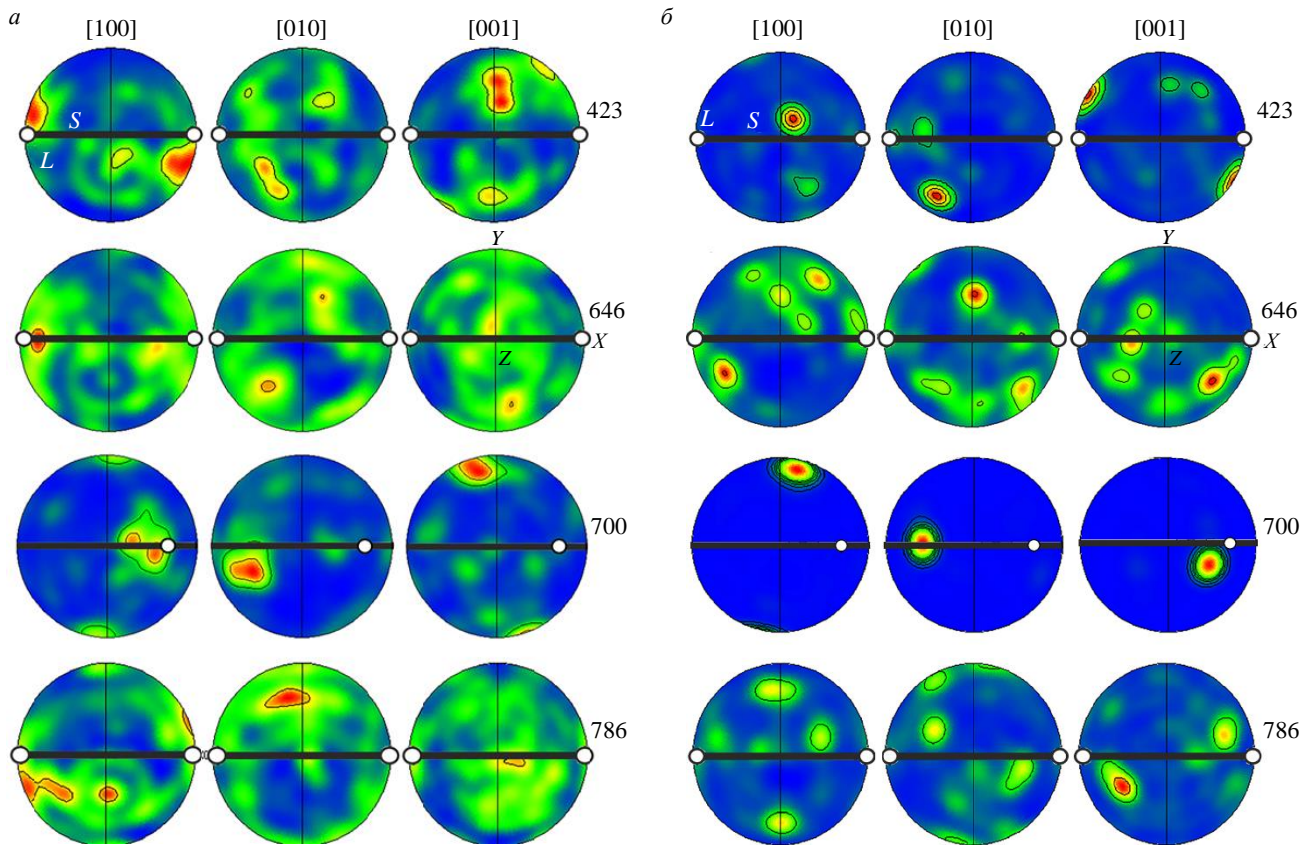 а
[100] [010] [001]
423
S
L
Y
646
X
Z
700
786
б
[100] [010] [001]
423
L S
Y
646
X
Z
700
786